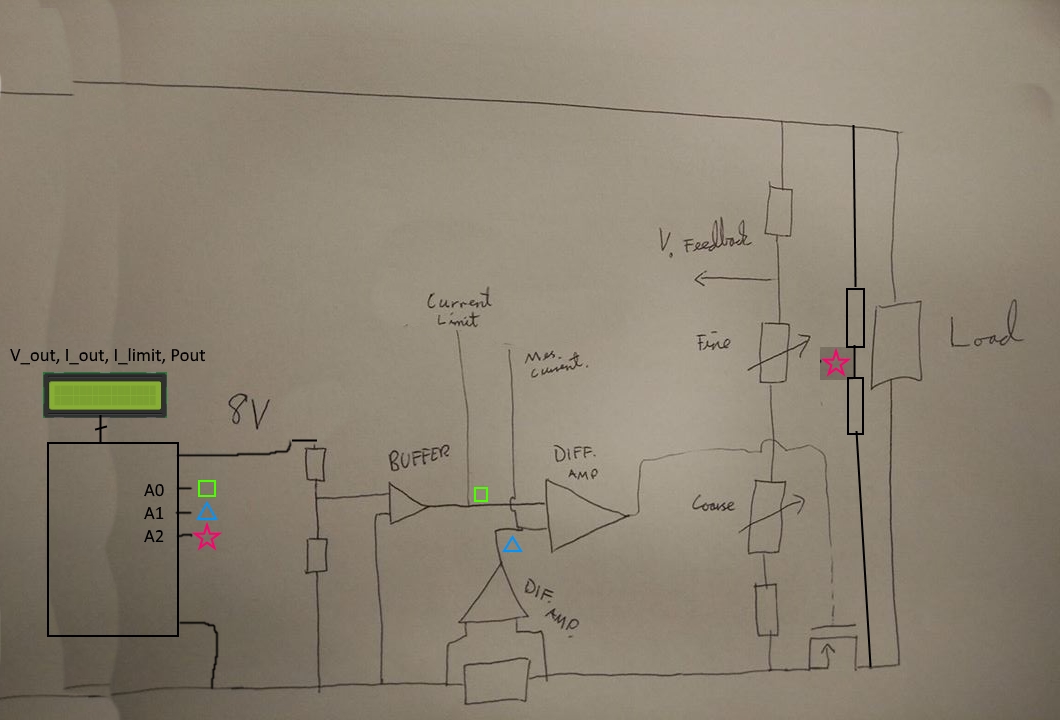 V. Feedback
Current
Limit
Fine
Load
V_out, I_out, I_limit, Pout
Mes.
Current.
8V
BUFFER
DIFF.
AMP
A0
A1
A2
Coarse
DIF.
AMP.